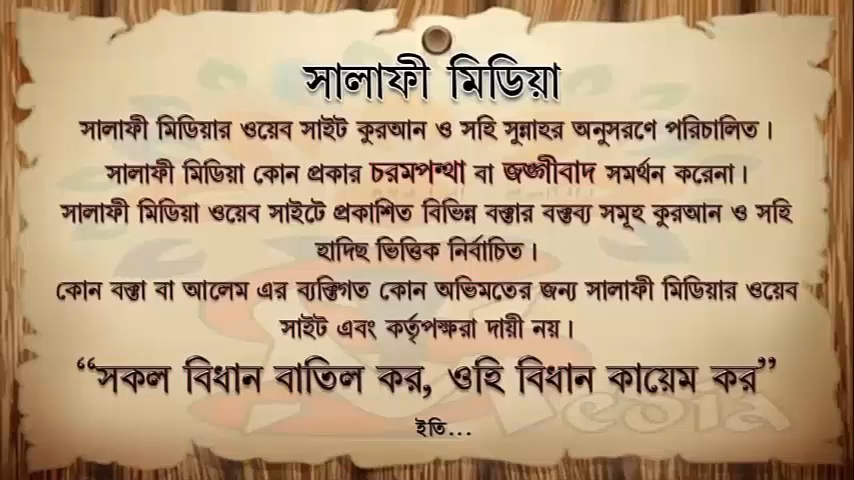 সালাফী মিডিয়া
সালাফী মিডিয়ার ওয়েব সাইট কুরআন ও সহি সুন্নাহর অনুসরণে পরিচালিত।
সালাফী মিডিয়া কোন প্রকার চরমপন্থা বা জঙ্গীবাদ সমর্থন করেনা।
সালাফী মিডিয়া ওয়েব সাইটে প্রকাশিত বিভিন্ন বক্তার বক্তব্য সমূহ কুরআন ও সহি
হাদিছ ভিত্তিক নির্বাচিত।
কোন বক্তা বা আলেম এর ব্যক্তিগত কোন অভিমতের জন্য সালাফী মিডিয়ার ওয়েব
সাইট এবং কর্তৃপক্ষরা দায়ী নয়।
“সকল বিধান বাতিল কর, ওহি বিধান কায়েম কর”
ইতি...